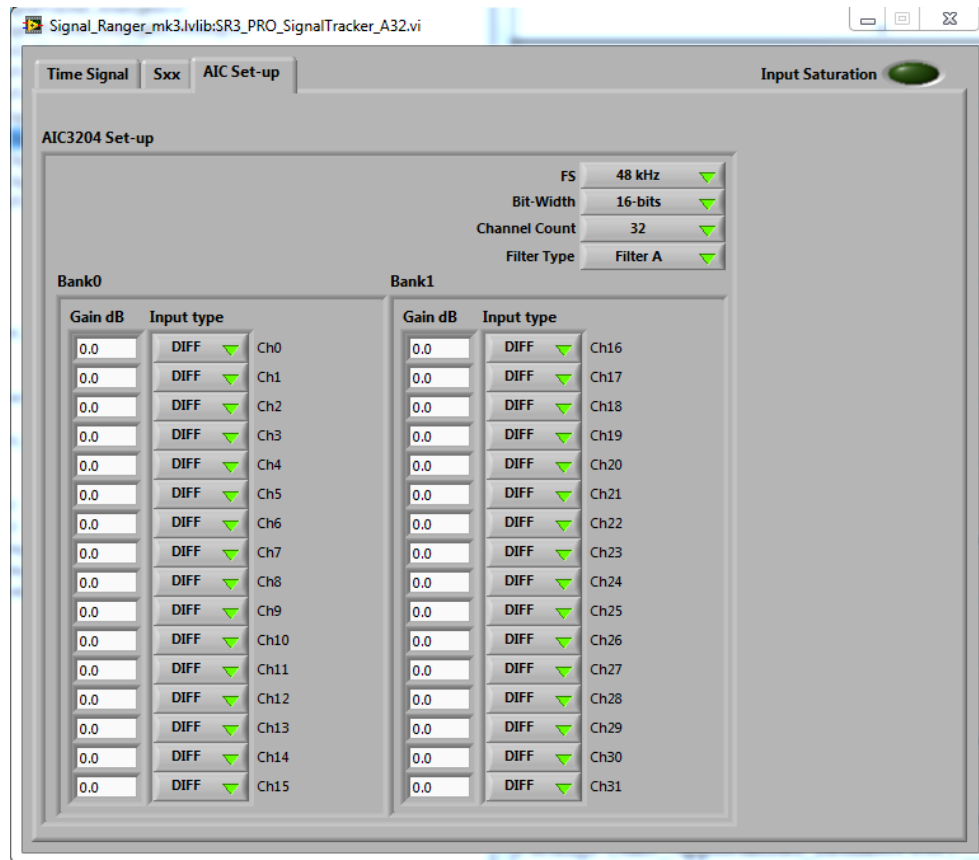 Signal_Ranger_mk3.lvlib:SR3_PRO_SignalTracker_A32.vi
Time Signal Sxx AIC Set-up Input Saturation
AIC3204 Set-up
FS 48 kHz
Bit-Width 16-bits
Channel Count 32
Filter Type Filter A
Bank0 Bank1
Gain dB Input type Gain dB Input type
0.0 DIFF Ch0 0.0 DIFF Ch16
0.0 DIFF Ch1 0.0 DIFF Ch17
0.0 DIFF Ch2 0.0 DIFF Ch18
0.0 DIFF Ch3 0.0 DIFF Ch19
0.0 DIFF Ch4 0.0 DIFF Ch20
0.0 DIFF Ch5 0.0 DIFF Ch21
0.0 DIFF Ch6 0.0 DIFF Ch22
0.0 DIFF Ch7 0.0 DIFF Ch23
0.0 DIFF Ch8 0.0 DIFF Ch24
0.0 DIFF Ch9 0.0 DIFF Ch25
0.0 DIFF Ch10 0.0 DIFF Ch26
0.0 DIFF Ch11 0.0 DIFF Ch27
0.0 DIFF Ch12 0.0 DIFF Ch28
0.0 DIFF Ch13 0.0 DIFF Ch29
0.0 DIFF Ch14 0.0 DIFF Ch30
0.0 DIFF Ch15 0.0 DIFF Ch31